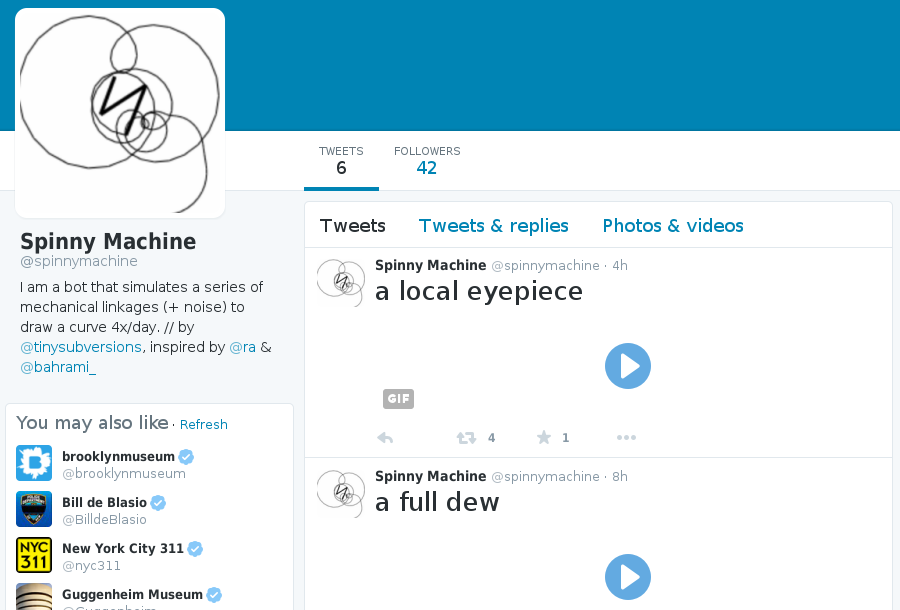 TWEETS FOLLOWERS
6 42
Spinny Machine
@spinnymachine
I am a bot that simulates a series of
mechanical linkages (+ noise) to
draw a curve 4x/day. // by
@tinysubversions, inspired by @ra &
@bahrami_
You may also like · Refresh
brooklynmuseum
@brooklynmuseum
Bill de Blasio
@BilldeBlasio
NYC
311
New York City 311
@nyc311
Guggenheim Museum
@Guggenheim
Tweets Tweets & replies Photos & videos
Spinny Machine @spinnymachine · 4h
a local eyepiece
GIF
4 1
Spinny Machine @spinnymachine · 8h
a full dew